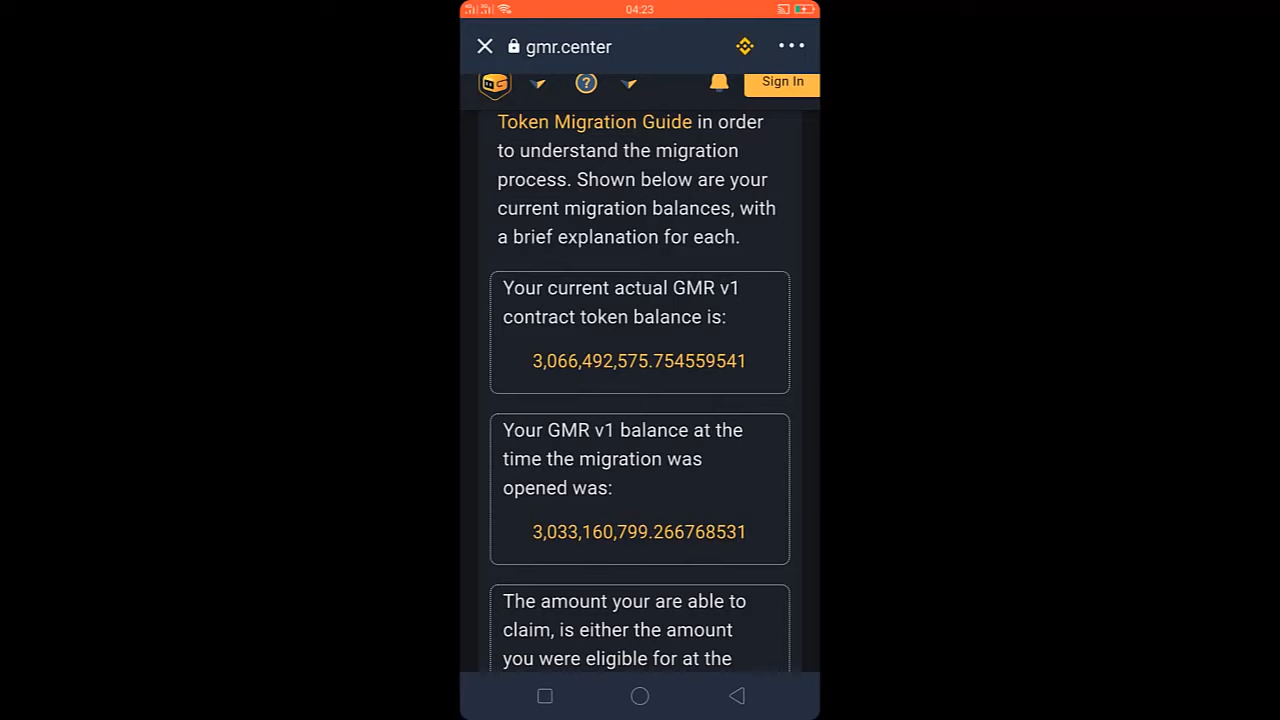 04:23
gmr.center
Sign In
Token Migration Guide in order
to understand the migration
process. Shown below are your
current migration balances, with
a brief explanation for each.
Your current actual GMR v1
contract token balance is:
3,066,492,575.754559541
Your GMR v1 balance at the
time the migration was
opened was:
3,033,160,799.266768531
The amount your are able to
claim, is either the amount
you were eligible for at the